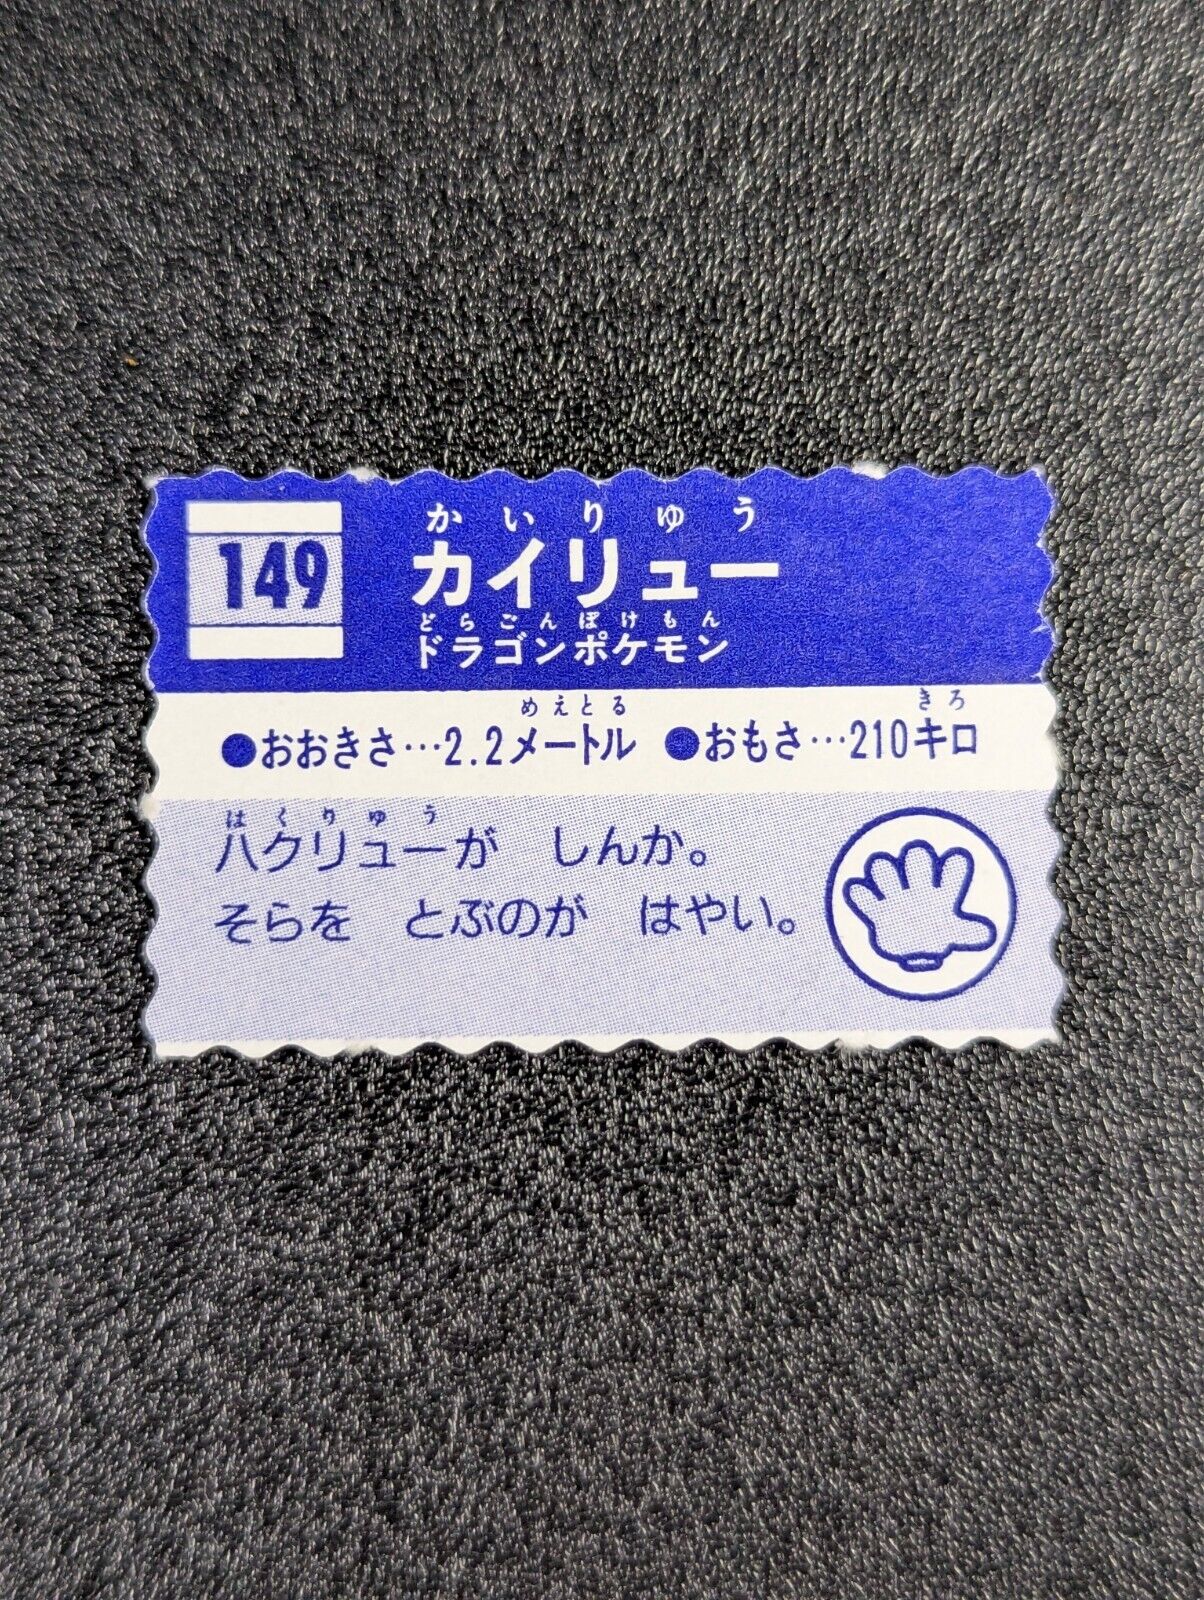 149
かいりゅう
カイリュー
どらごんぽけもん
ドラゴンポケモン
めえとる きろ
●おおきさ…2.2メートル ●おもさ…210キロ
はくりゅう
ハクリューが しんか。
そらを とぶのが はやい。